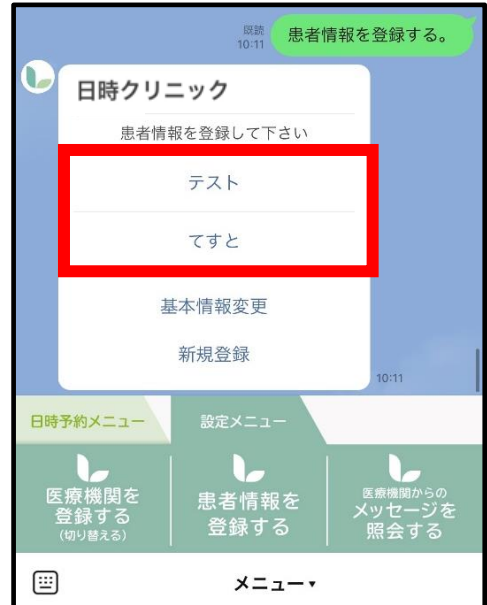 患者情報を登録する。
既読
10:11
日時クリニック
患者情報を登録して下さい
テスト
てすと
基本情報変更
新規登録
10:11
日時予約メニュー
設定メニュー
医療機関を
登録する
(切り替える)
患者情報を
登録する
医療機関からの
メッセージを
照会する
メニュー▾